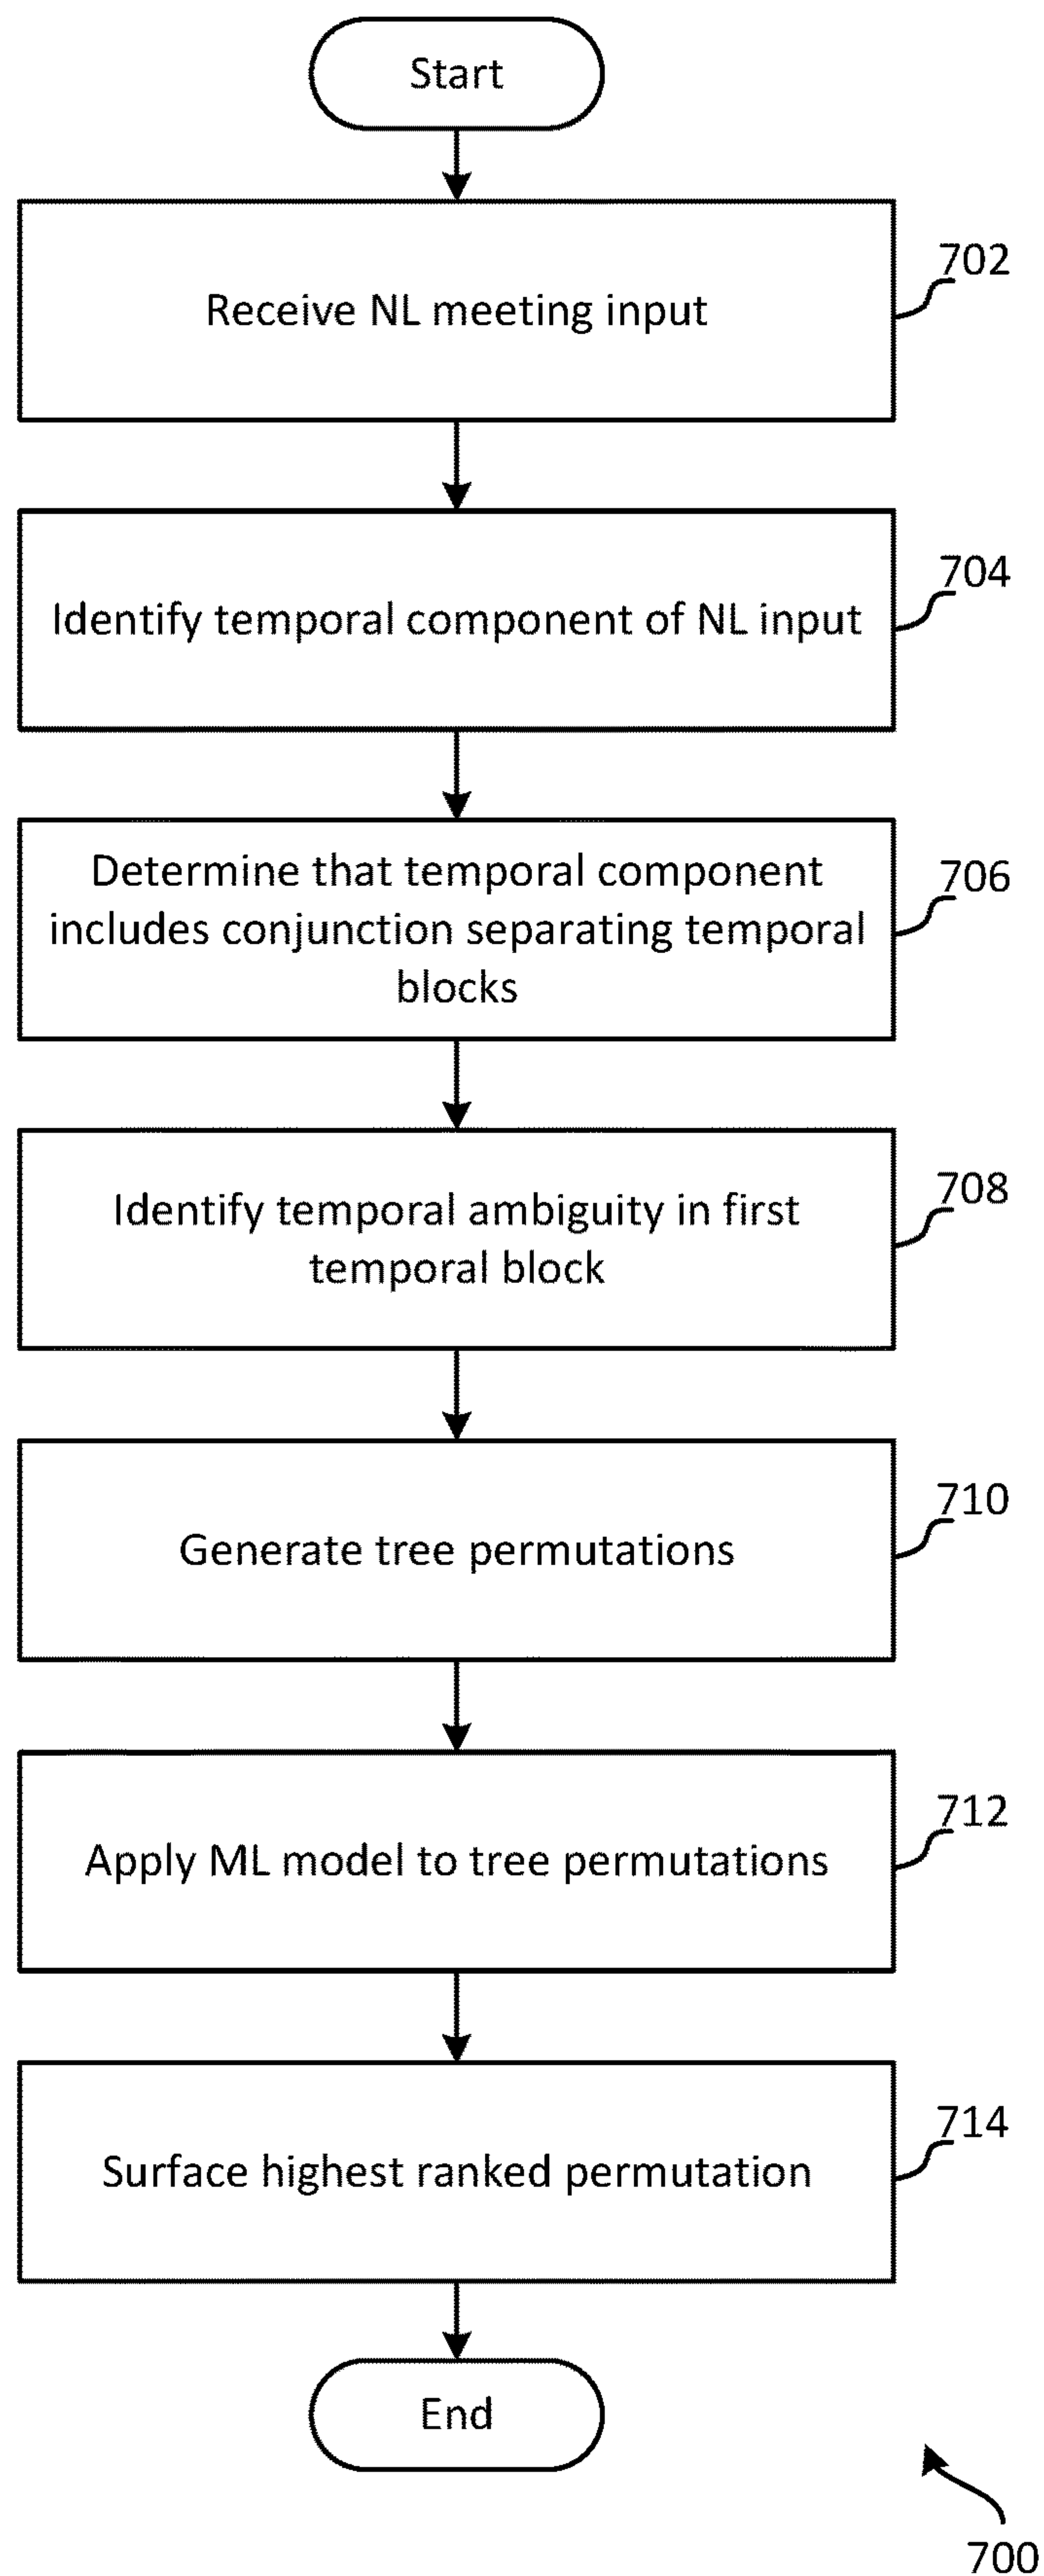 Start
702
Receive NL meeting input
704
Identify temporal component of NL input
706
Determine that temporal component
includes conjunction separating temporal
blocks
708
Identify temporal ambiguity in first
temporal block
710
Generate tree permutations
712
Apply ML model to tree permutations
714
Surface highest ranked permutation
End
700